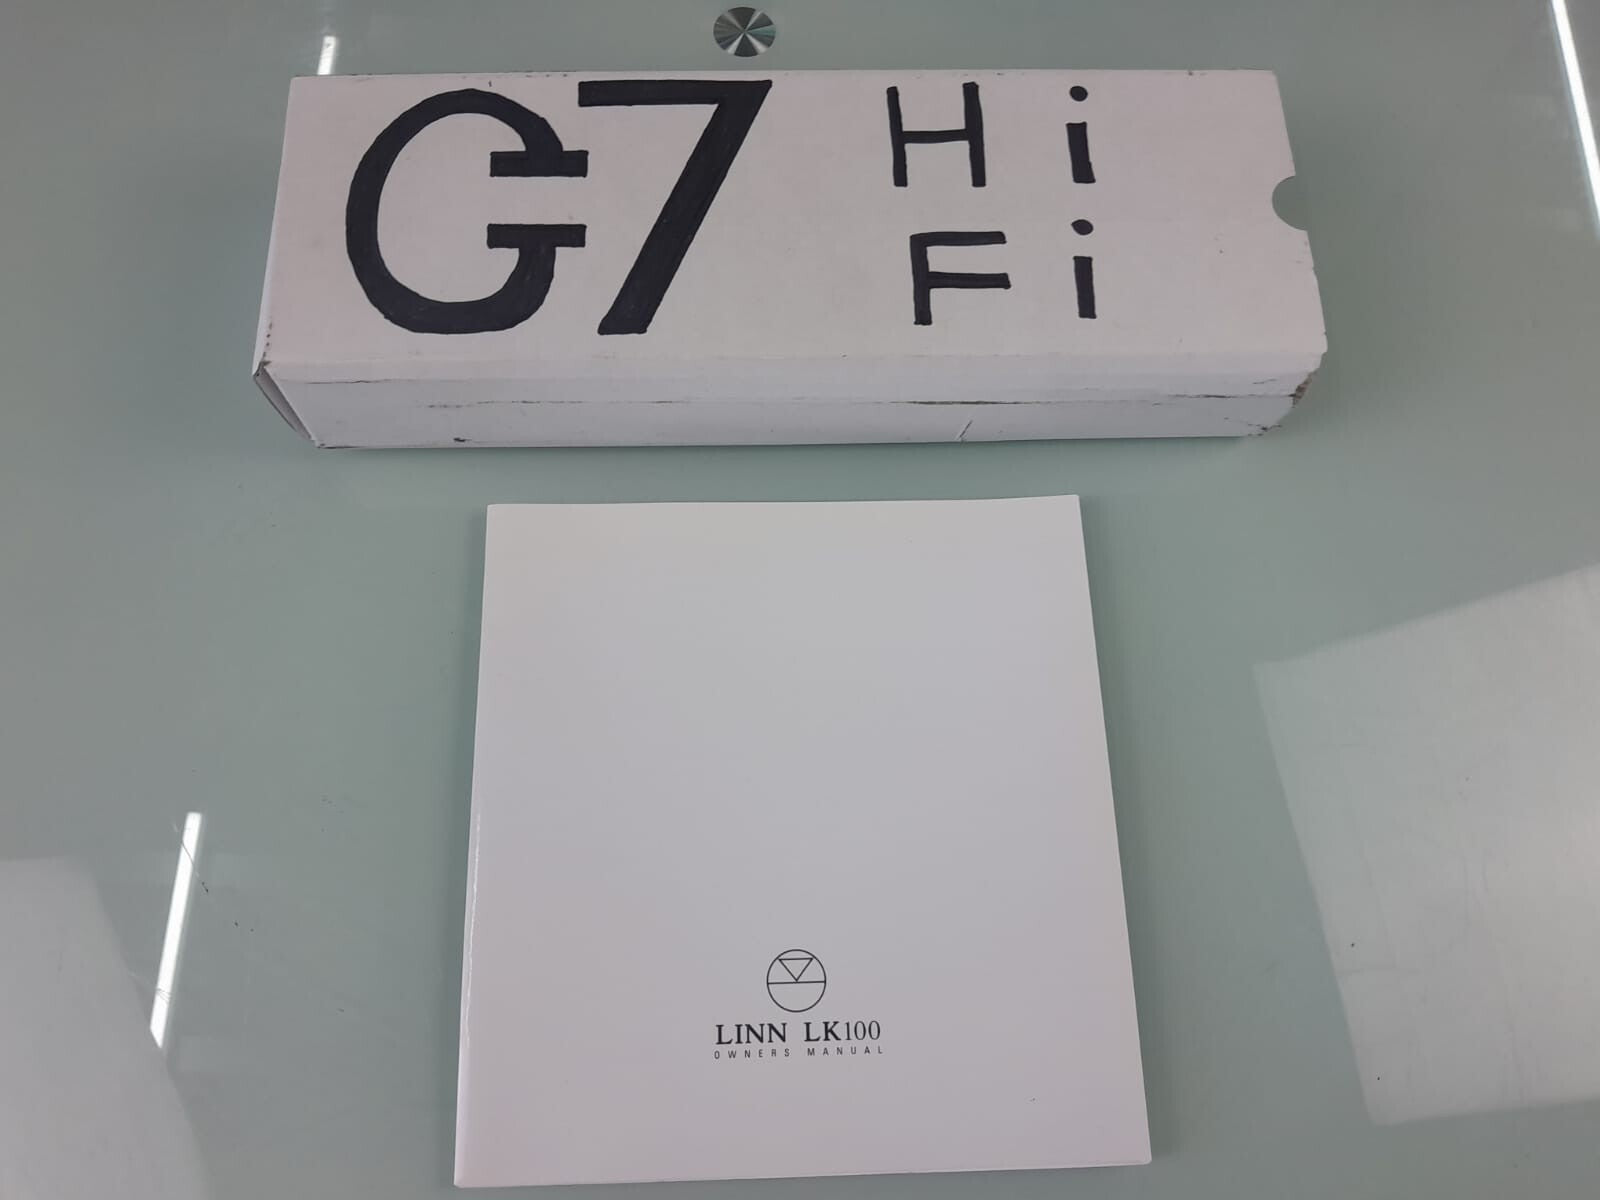 G7 Hi
Fi
LINN LK100
OWNERS MANUAL